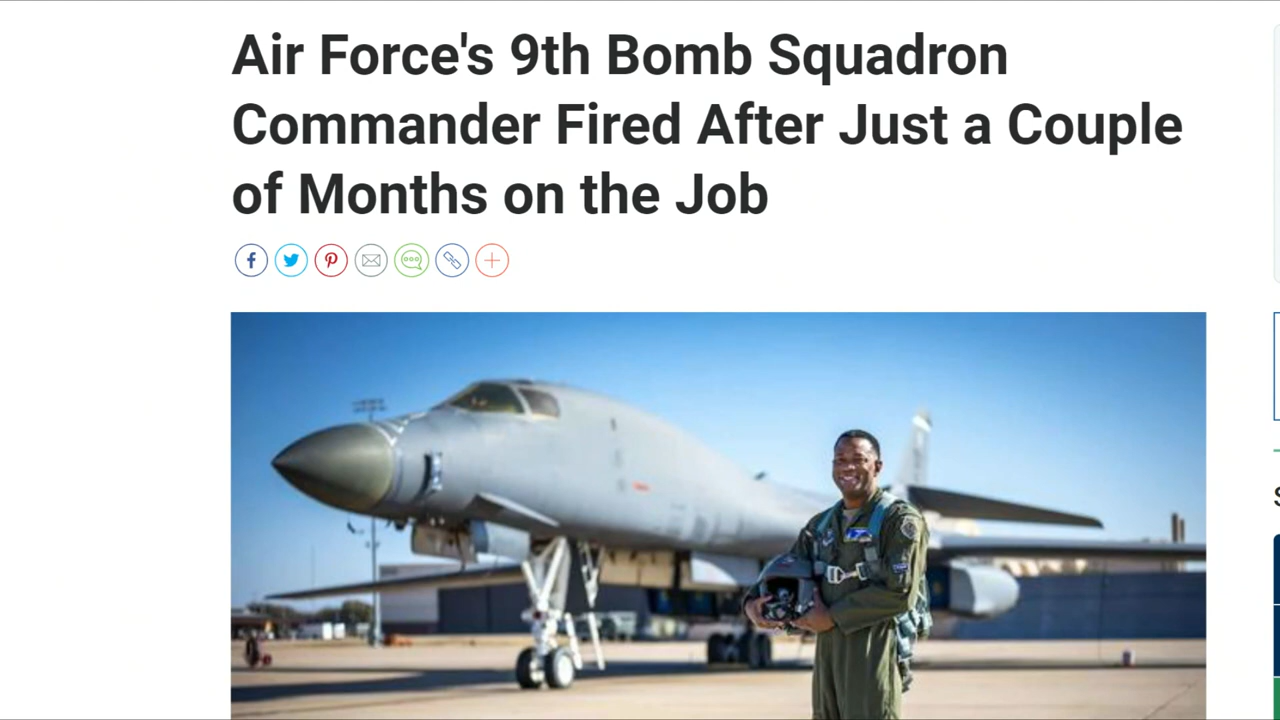 Air Force's 9th Bomb Squadron
Commander Fired After Just a Couple
of Months on the Job